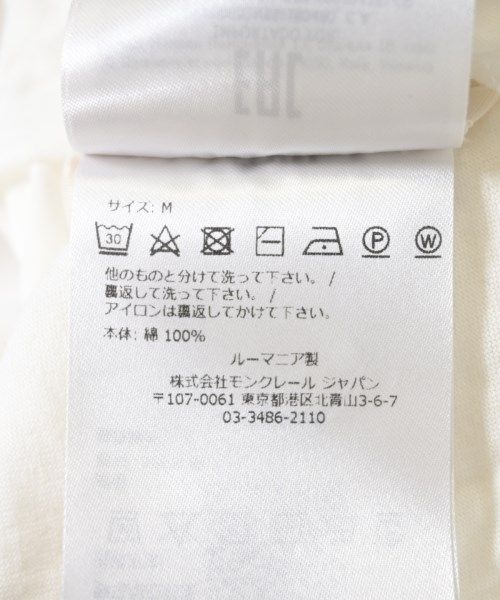 サイズ: M
30
P
W
他のものと分けて洗って下さい。/
裏返して洗って下さい。/
アイロンは裏返してかけて下さい。
本体: 綿 100%
ルーマニア製
株式会社モンクレール ジャパン
〒107-0061 東京都港区北青山3-6-7
03-3486-2110